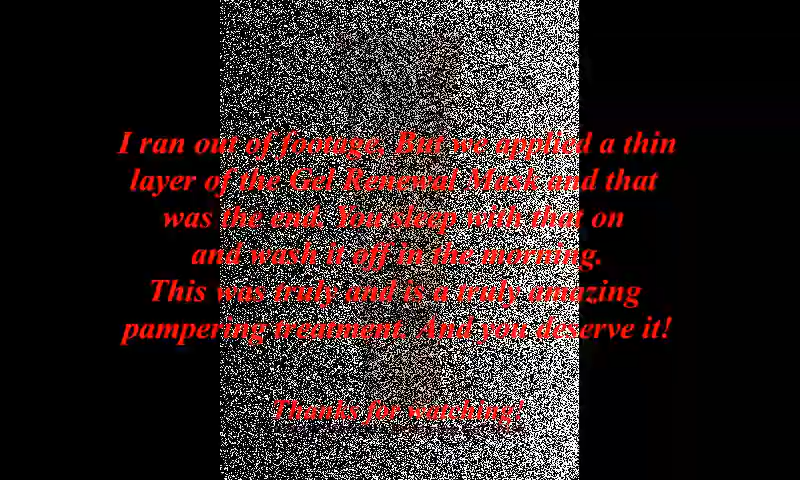 I ran out of footage, But we applied a thin
layer of the Gel Renewal Mask and that
was the end. You sleep with that on
and wash it off in the morning.
This was truly and is a truly amazing
pampering treatment. And you deserve it!
Thanks for watching!